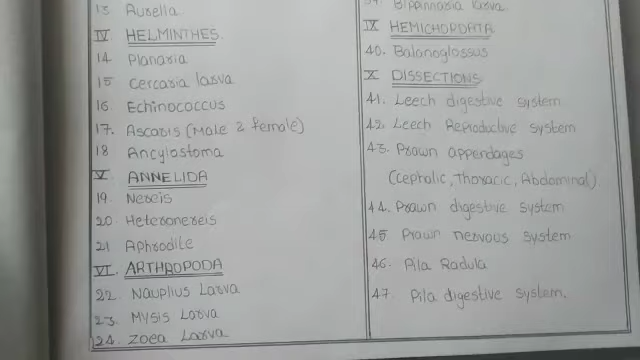 13 Aurelia
IV HELMINTHES.
14 Planaria
15 Cercaria larva
16 Echinococcus
17. Ascaris (Male & female)
18 Ancylostoma
V. ANNELIDA
19. Nereis
20. Heteronereis
21 Aphrodite
VI. ARTHROPODA
22 Nauplius Larva
23. Mysis Larva
24. Zoea Larva
39. Bippinnaria larva
IX HEMICHORDATA
40. Balanoglossus
X DISSECTIONS
41. Leech digestive system
42. Leech Reproductive system
43. Prawn appendages
(Cephalic, Thoracic, Abdominal)
44. Prawn digestive system
45 Prawn nervous system
46. Pila Radula
47. Pila digestive system.